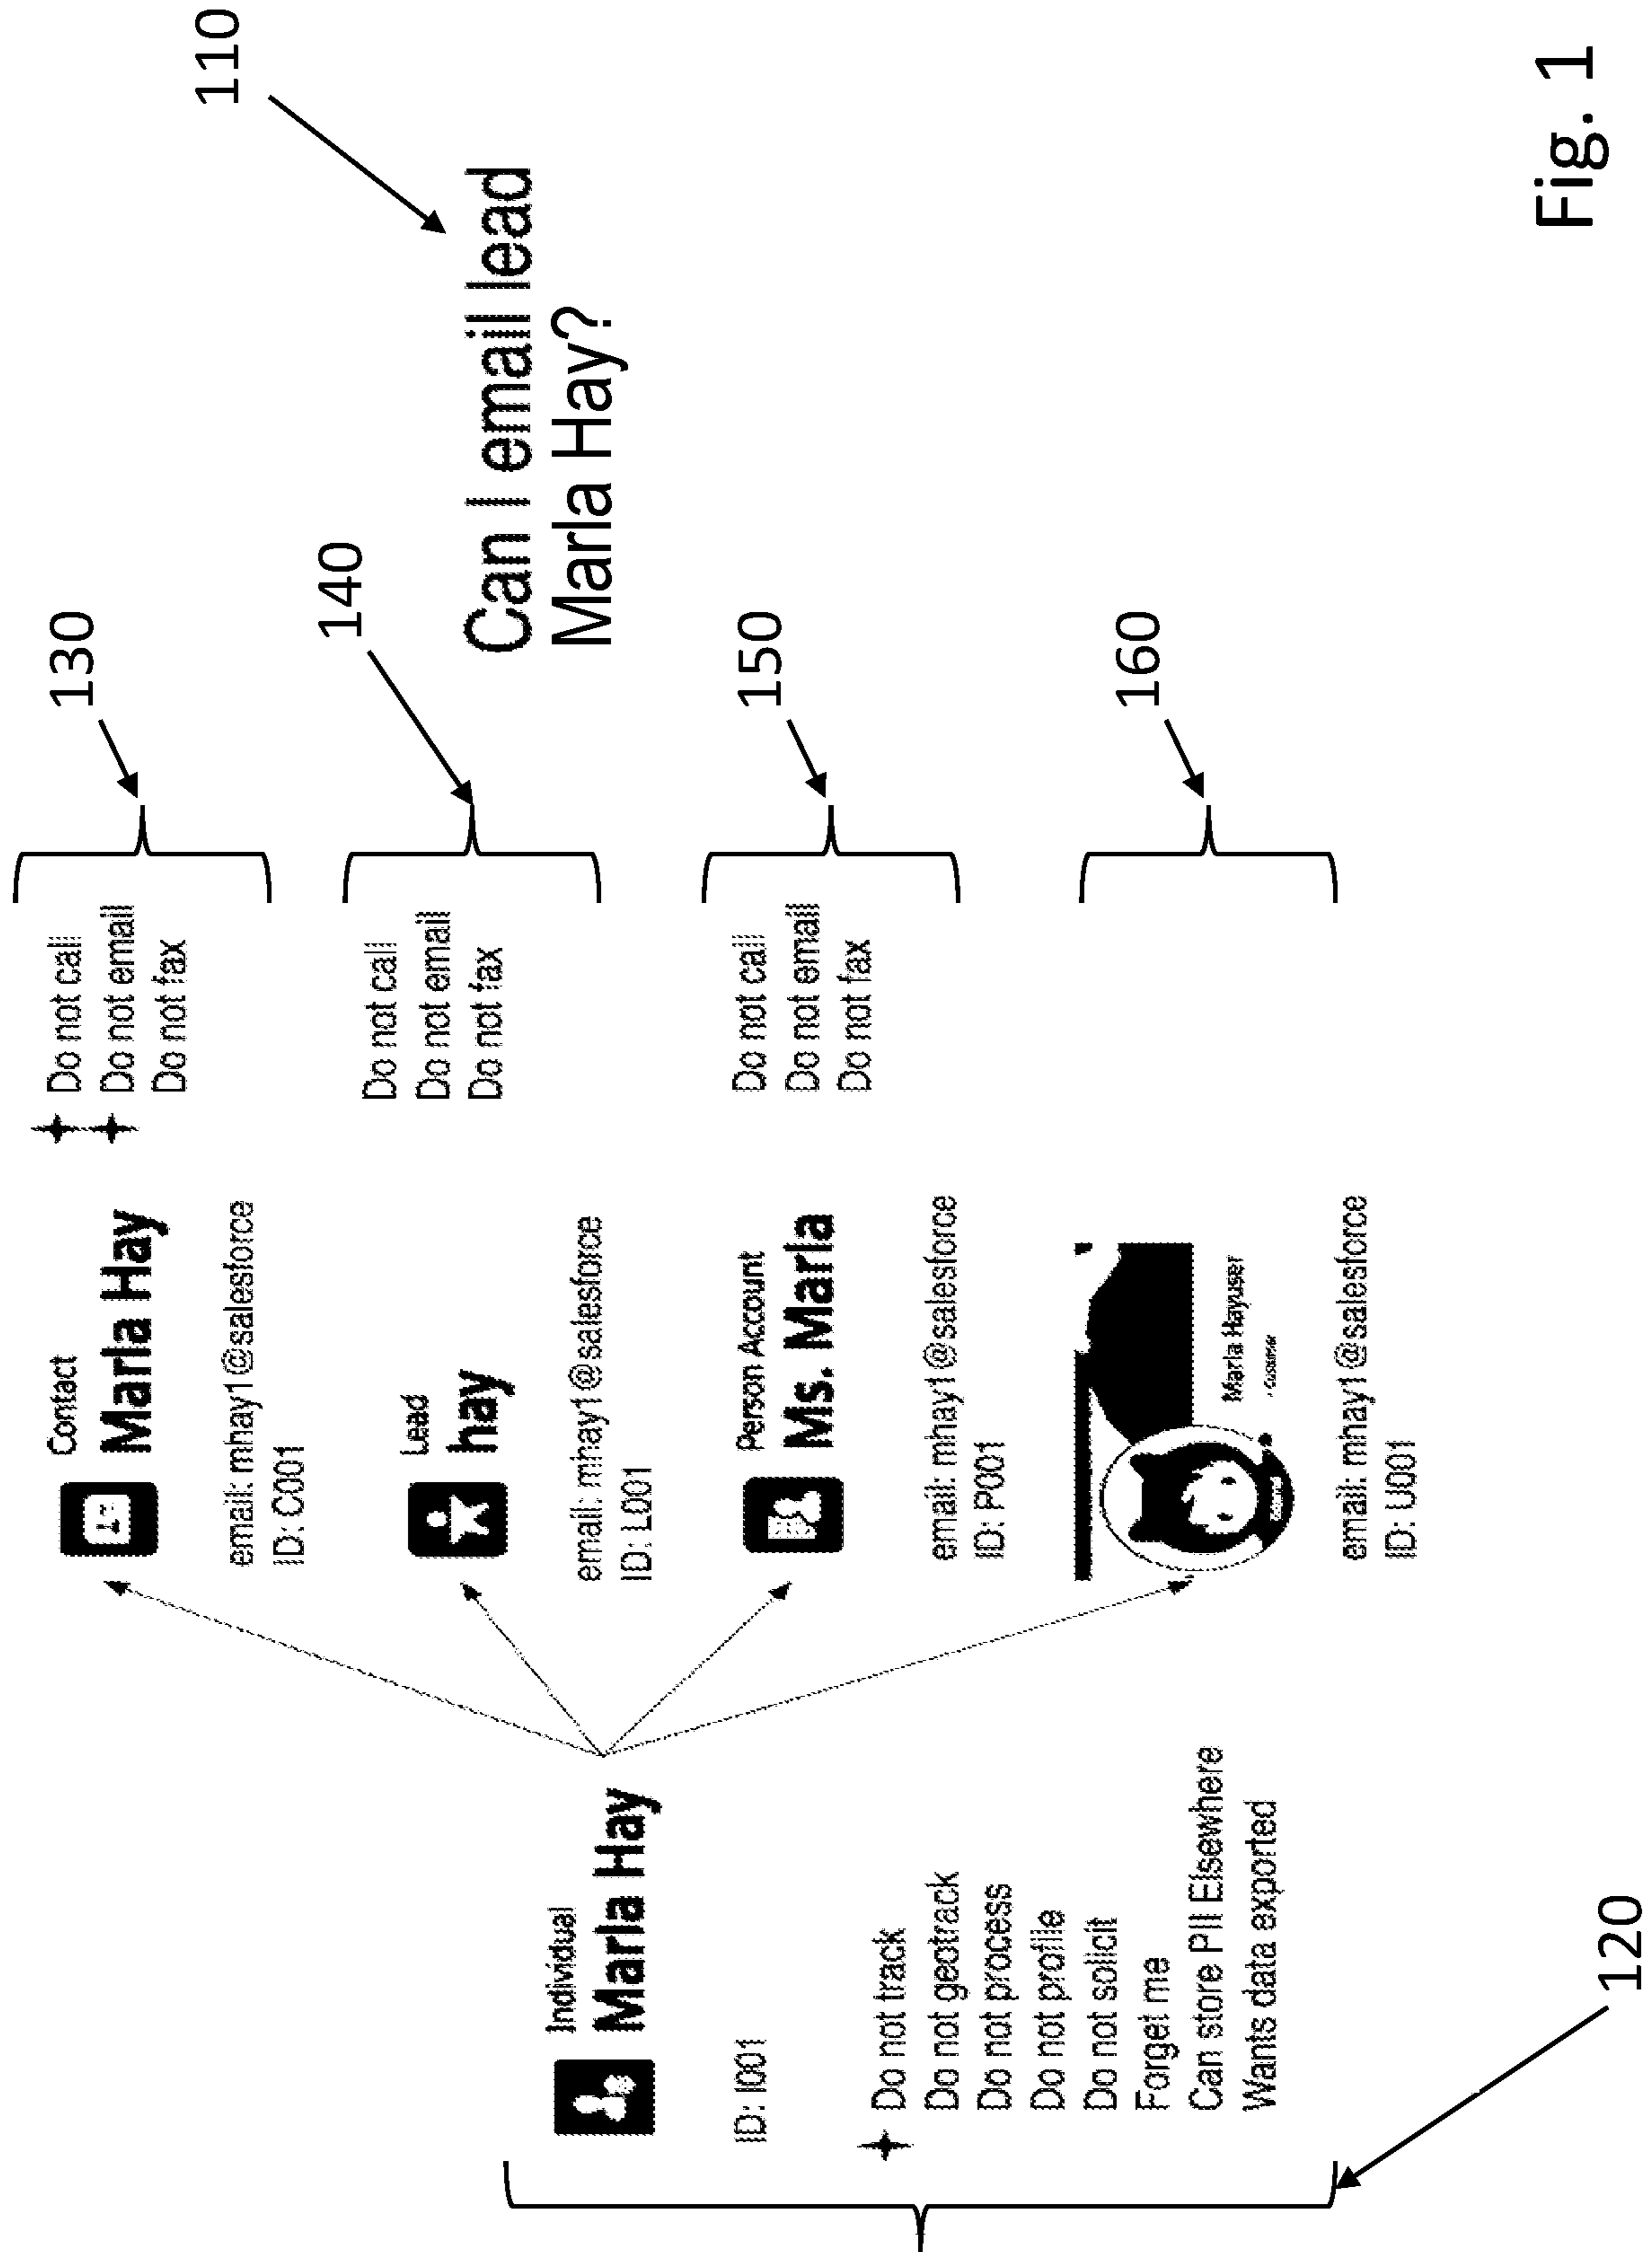 Individual
Marla Hay
ID: I001
Do not track
Do not geotrack
Do not process
Do not profile
Do not solicit
Forget me
Can store PII Elsewhere
Wants data exported
120
Contact
Marla Hay
email: mhay1@salesforce
ID: C001
Do not call
Do not email
Do not fax
130
Lead
hay
email: mhay1@salesforce
ID: L001
Do not call
Do not email
Do not fax
140
Person Account
Ms. Marla
email: mhay1@salesforce
ID: P001
Do not call
Do not email
Do not fax
150
Marla Hayuser
email: mhay1@salesforce
ID: U001
160
110
Can I email lead
Marla Hay?
Fig. 1